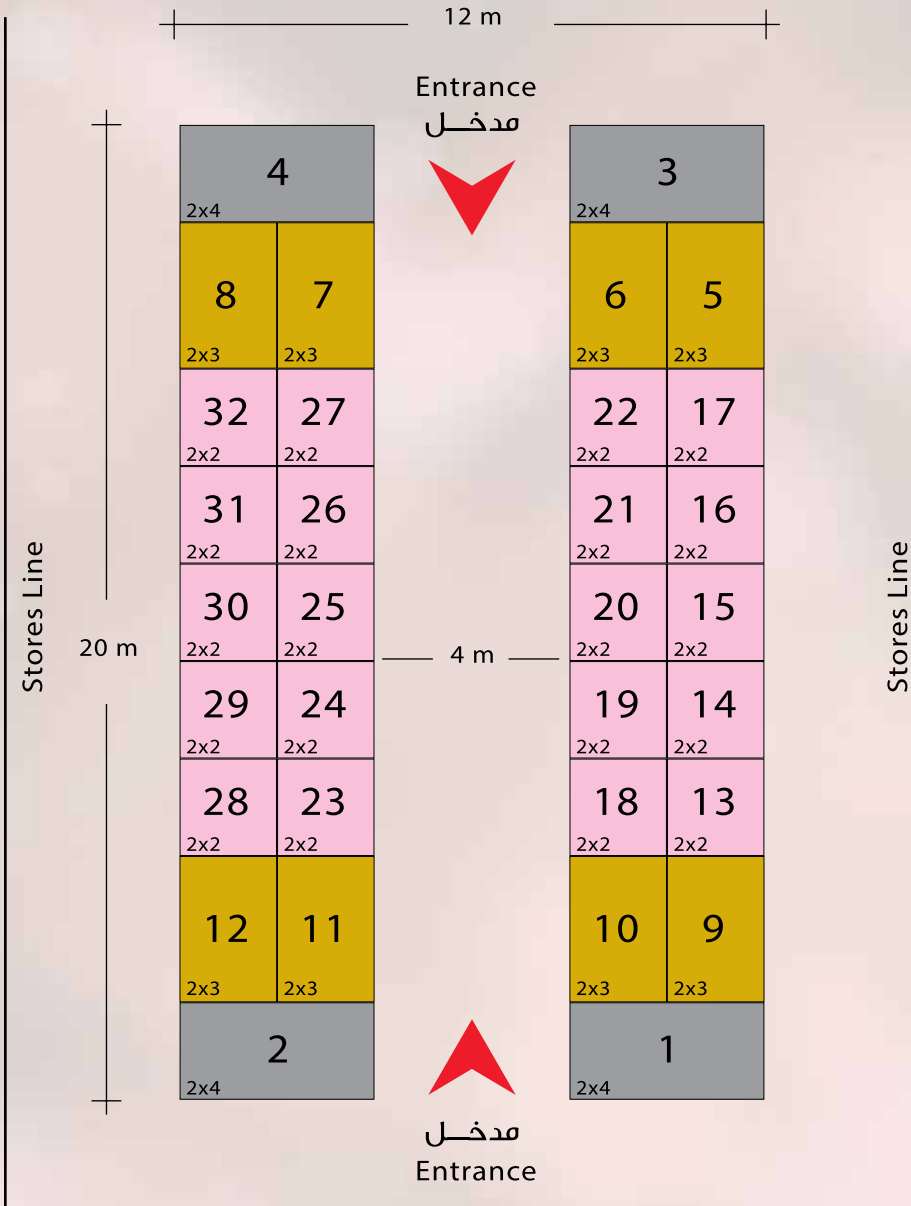 12 m
Entrance
مدخـــل
4
2x4
3
2x4
8
2x3
7
2x3
6
2x3
5
2x3
32
2x2
27
2x2
22
2x2
17
2x2
31
2x2
26
2x2
21
2x2
16
2x2
30
2x2
25
2x2
20
2x2
15
2x2
Stores Line
20 m
4 m
Stores Line
29
2x2
24
2x2
19
2x2
14
2x2
28
2x2
23
2x2
18
2x2
13
2x2
12
2x3
11
2x3
10
2x3
9
2x3
2
2x4
1
2x4
مدخـــل
Entrance